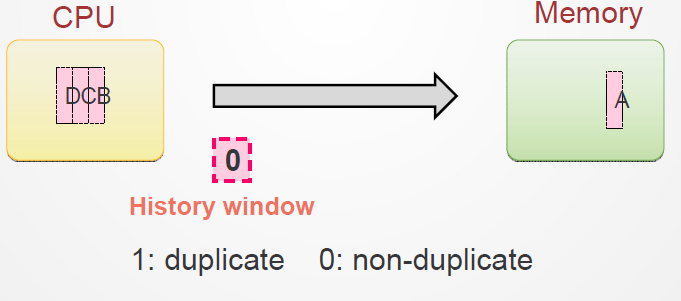 CPU
Memory
DCB
A
0
History window
1: duplicate 0: non-duplicate